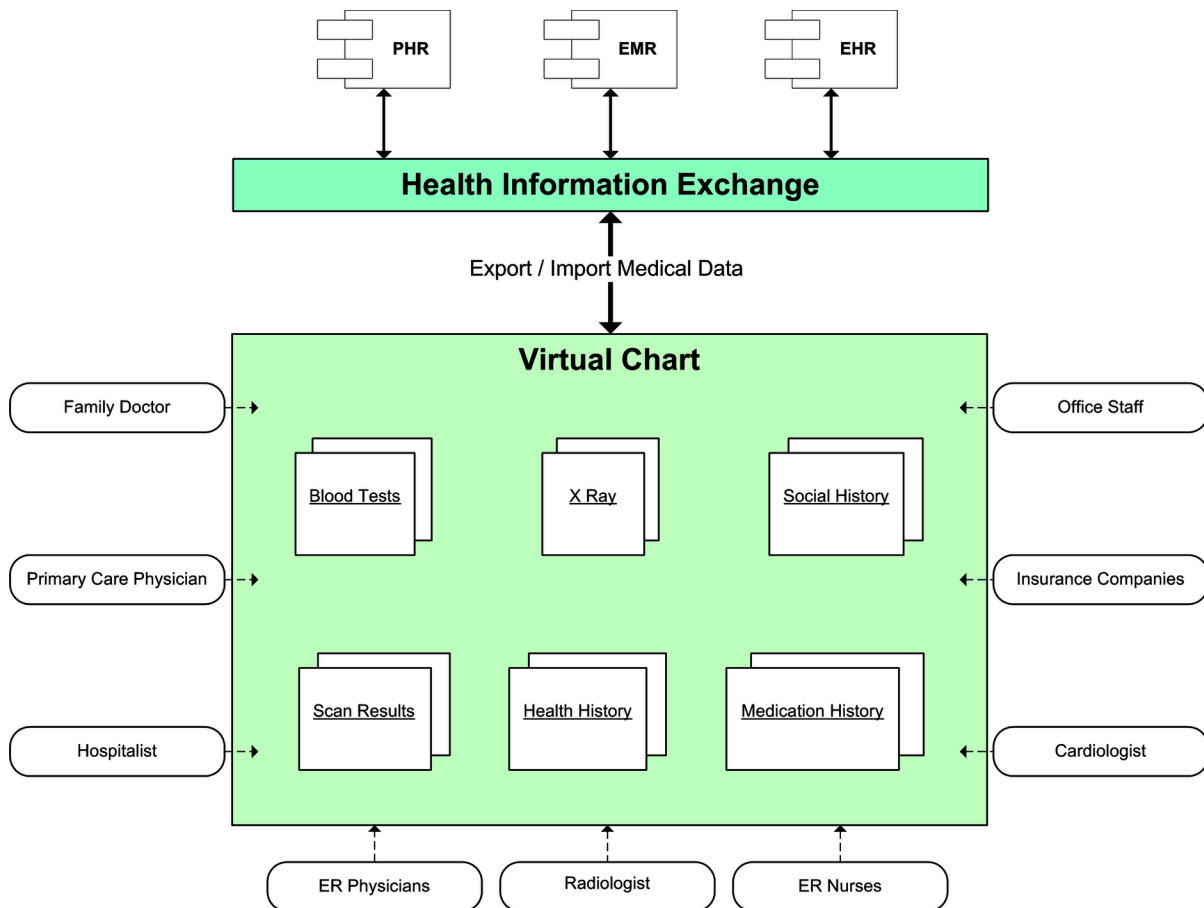 PHR
EMR
EHR
Health Information Exchange
Export / Import Medical Data
Virtual Chart
Family Doctor
Office Staff
Blood Tests
X Ray
Social History
Primary Care Physician
Insurance Companies
Scan Results
Health History
Medication History
Hospitalist
Cardiologist
ER Physicians
Radiologist
ER Nurses